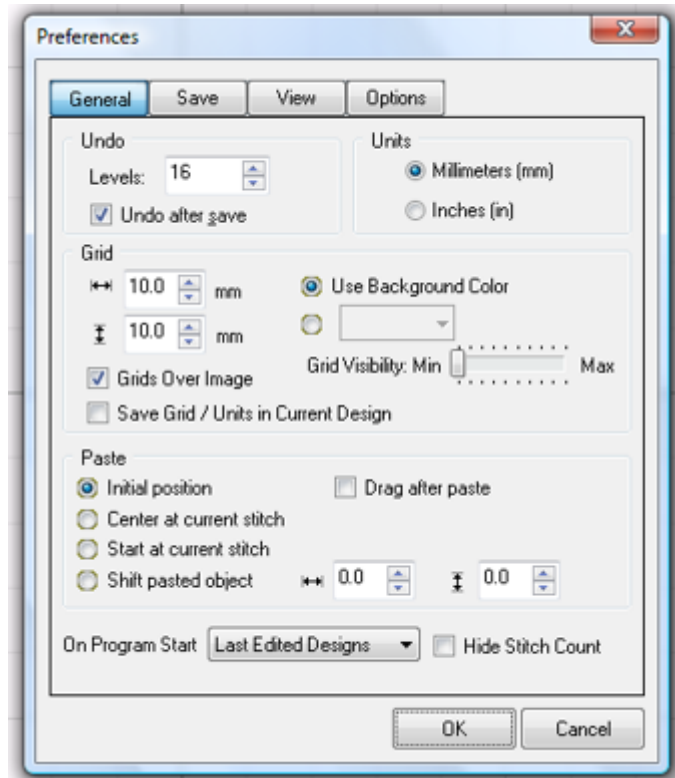 Preferences
General Save View Options
Undo
Levels: 16
Undo after save
Units
Millimeters (mm)
Inches (in)
Grid
10.0 mm
10.0 mm
Grids Over Image
Save Grid / Units in Current Design
Use Background Color
Grid Visibility: Min Max
Paste
Initial position Drag after paste
Center at current stitch
Start at current stitch
Shift pasted object 0.0 0.0
On Program Start Last Edited Designs Hide Stitch Count
OK Cancel